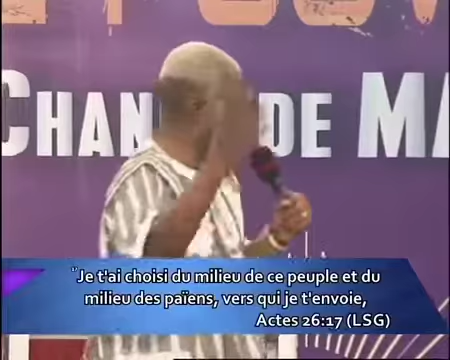 CHAN DE MA
"Je t'ai choisi du milieu de ce peuple et du
milieu des païens, vers qui je t'envoie,
Actes 26:17 (LSG)